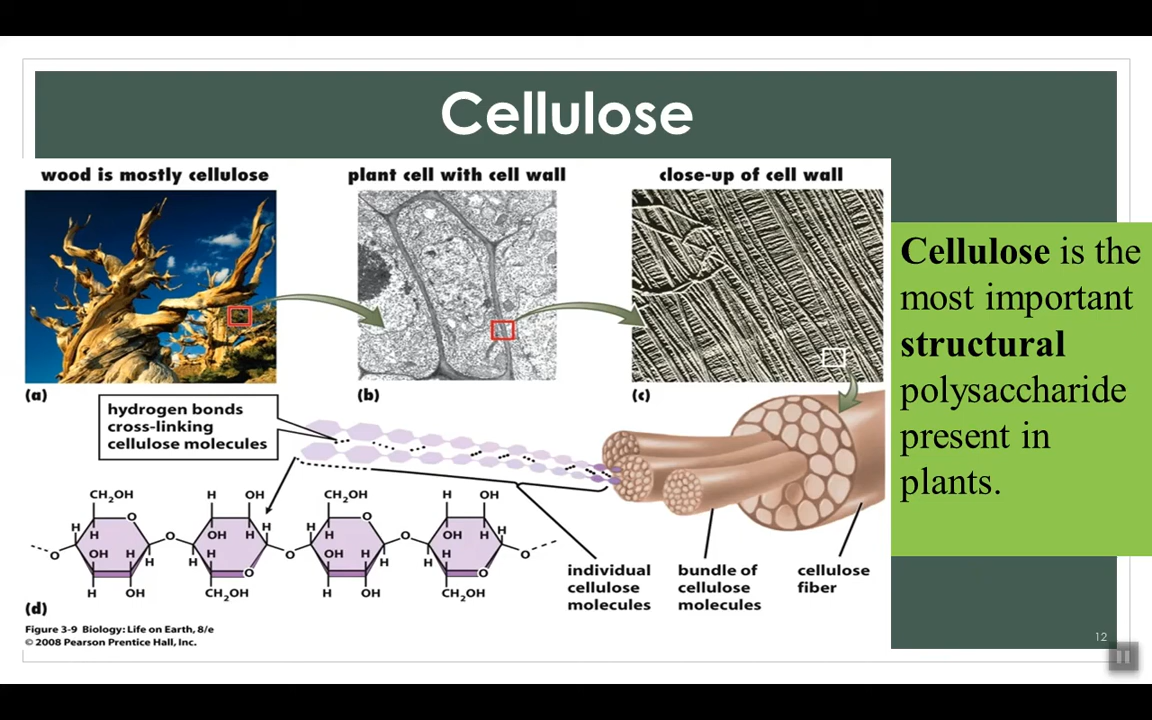 Cellulose
wood is mostly cellulose
plant cell with cell wall
close-up of cell wall
Cellulose is the
most important
structural
polysaccharide
present in
plants.
(a)
(b)
(c)
hydrogen bonds
cross-linking
cellulose molecules
CH2OH
H
OH
CH2OH
H
OH
O
H
H
OH
H
H
H
OH
O
O
H
OH
H
H
H
H
O
CH2OH
O
O
H
H
OH
H
H
H
OH
O
H
OH
H
H
H
H
O
CH2OH
O
individual
cellulose
molecules
bundle of
cellulose
molecules
cellulose
fiber
(d)
Figure 3-9 Biology: Life on Earth, 8/e
© 2008 Pearson Prentice Hall, Inc.
12